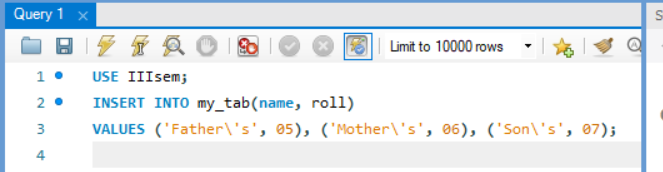 Query 1
Limit to 10000 rows
1 USE IIIsem;
2 INSERT INTO my_tab(name, roll)
3 VALUES ('Father\'s', 05), ('Mother\'s', 06), ('Son\'s', 07);
4